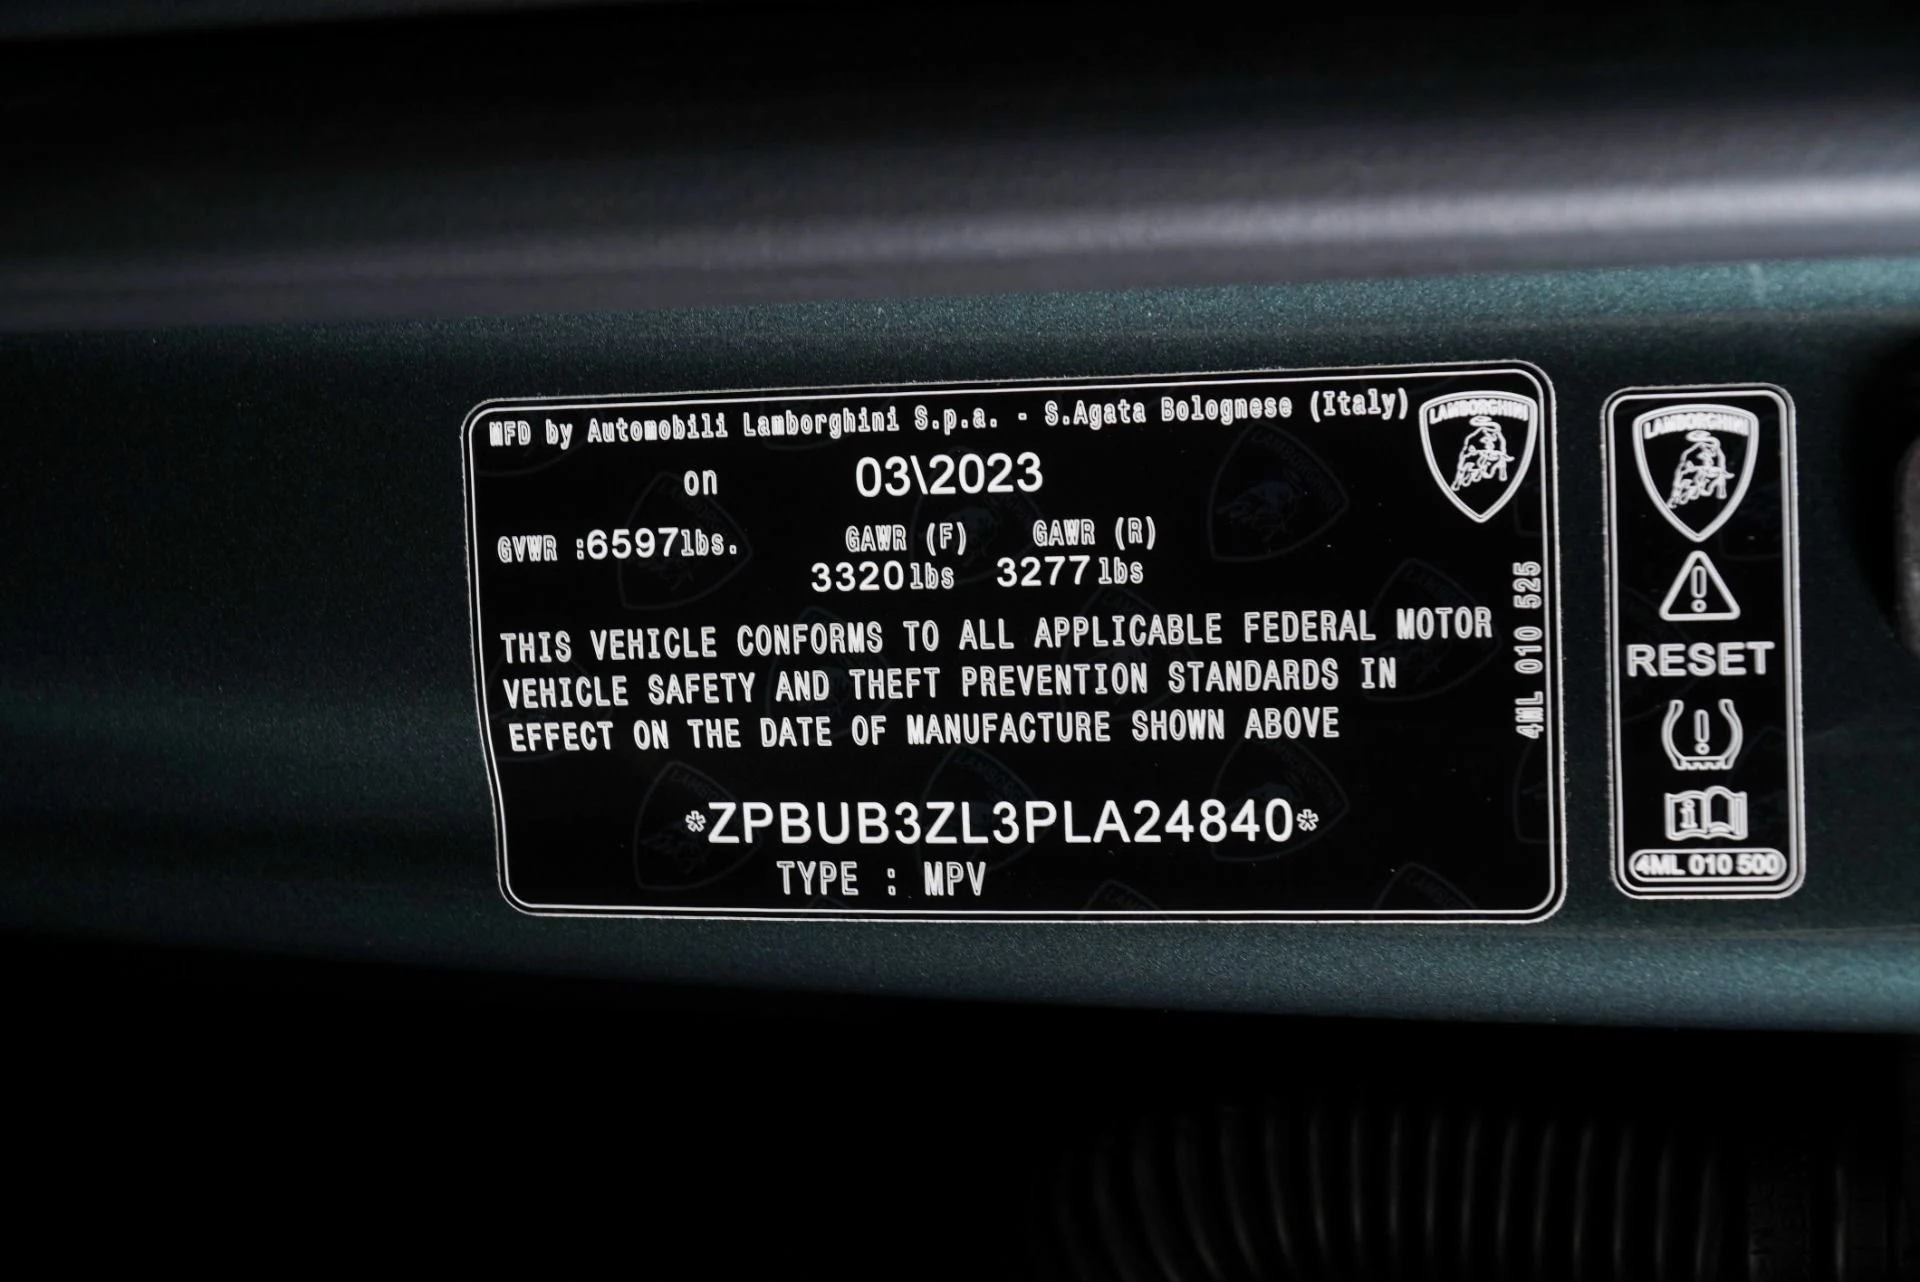 MFD by Automobili Lamborghini S.p.a. - S.Agata Bolognese (Italy)
LAMBORGHINI
on 03\2023
GVWR :6597lbs. GAWR (F) GAWR (R)
3320lbs 3277lbs
THIS VEHICLE CONFORMS TO ALL APPLICABLE FEDERAL MOTOR
VEHICLE SAFETY AND THEFT PREVENTION STANDARDS IN
EFFECT ON THE DATE OF MANUFACTURE SHOWN ABOVE
*ZPBUB3ZL3PLA24840*
TYPE : MPV
4ML 010 525
LAMBORGHINI
RESET
4ML 010 500